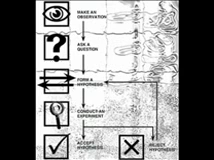 MAKE AN
OBSERVATION
ASK A
QUESTION
FORM A
HYPOTHESIS
CONDUCT AN
EXPERIMENT
ACCEPT
HYPOTHESIS
REJECT
HYPOTHESIS